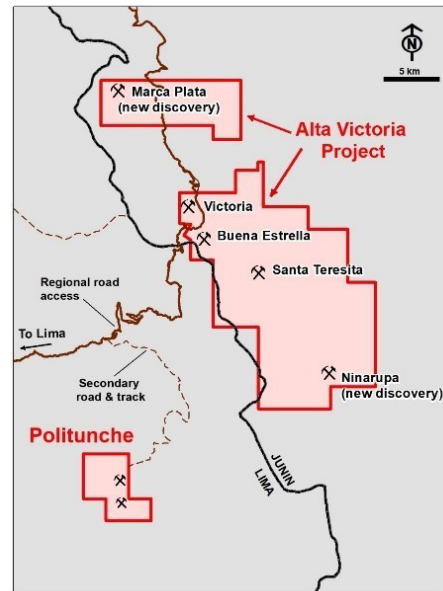 N
5 km
Marca Plata
(new discovery)
Alta Victoria
Project
Victoria
Buena Estrella
Santa Teresita
Regional road
access
To Lima
Secondary
road & track
Ninarupa
(new discovery)
Politunche
JUNIN
LIMA